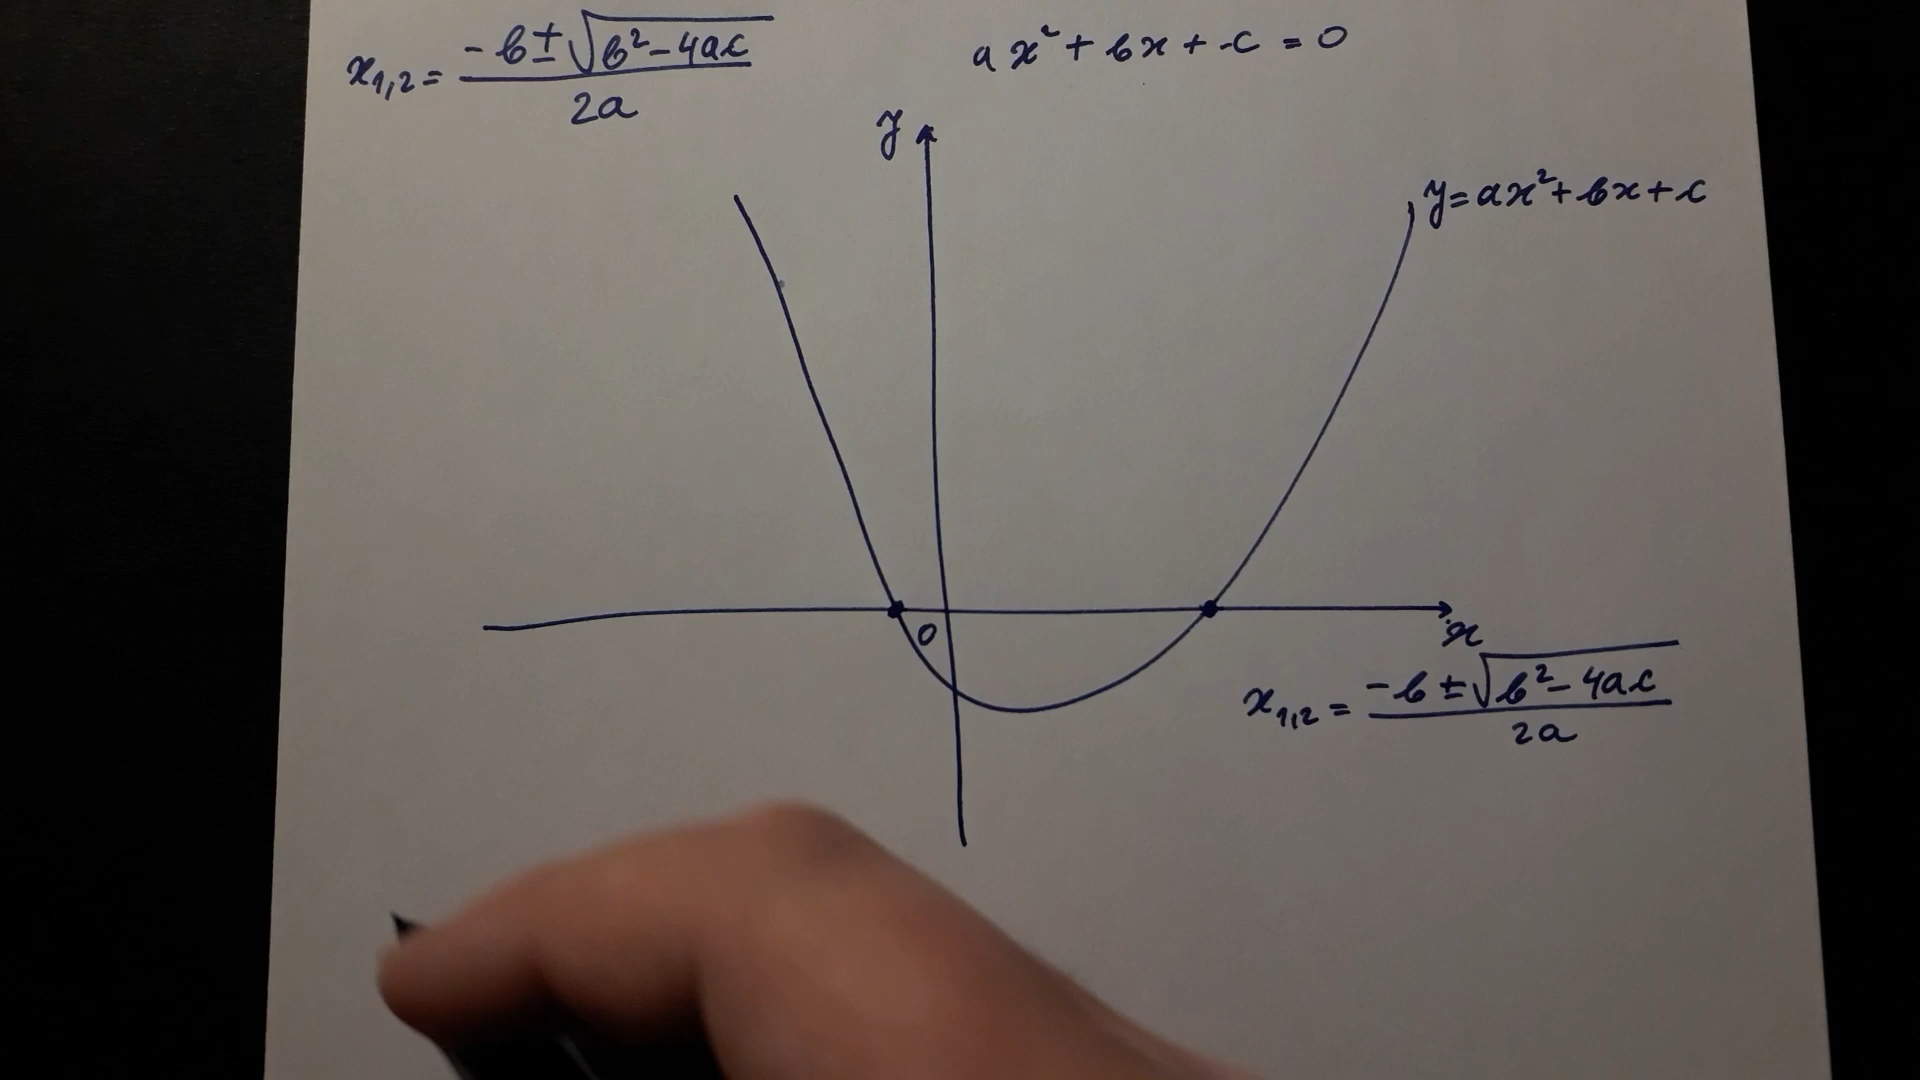 x₁,₂ = (-b ± √(b² - 4ac)) / 2a
ax² + bx + c = 0
y
y = ax² + bx + c
0
x
x₁,₂ = (-b ± √(b² - 4ac)) / 2a